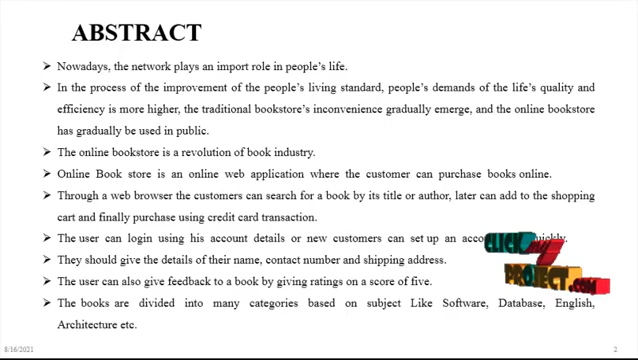 ABSTRACT
➢ Nowadays, the network plays an import role in people's life.
➢ In the process of the improvement of the people's living standard, people's demands of the life's quality and
efficiency is more higher, the traditional bookstore's inconvenience gradually emerge, and the online bookstore
has gradually be used in public.
➢ The online bookstore is a revolution of book industry.
➢ Online Book store is an online web application where the customer can purchase books online.
➢ Through a web browser the customers can search for a book by its title or author, later can add to the shopping
cart and finally purchase using credit card transaction.
➢ The user can login using his account details or new customers can set up an
➢ They should give the details of their name, contact number and shipping address.
➢ The user can also give feedback to a book by giving ratings on a score of five.
➢ The books are divided into many categories based on subject Like Software, Database, English,
Architecture etc.
CLICK
my
PROJECT.COM
8/16/2021
2